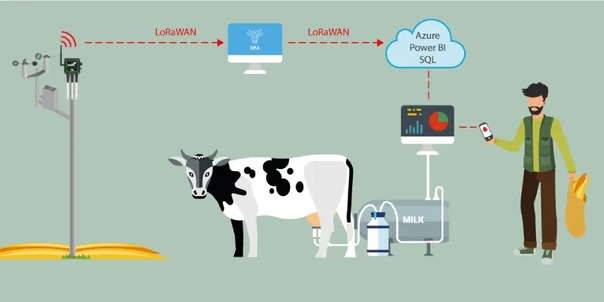 LoRaWAN
LoRaWAN
DPA
Azure
Power BI
SQL
MILK